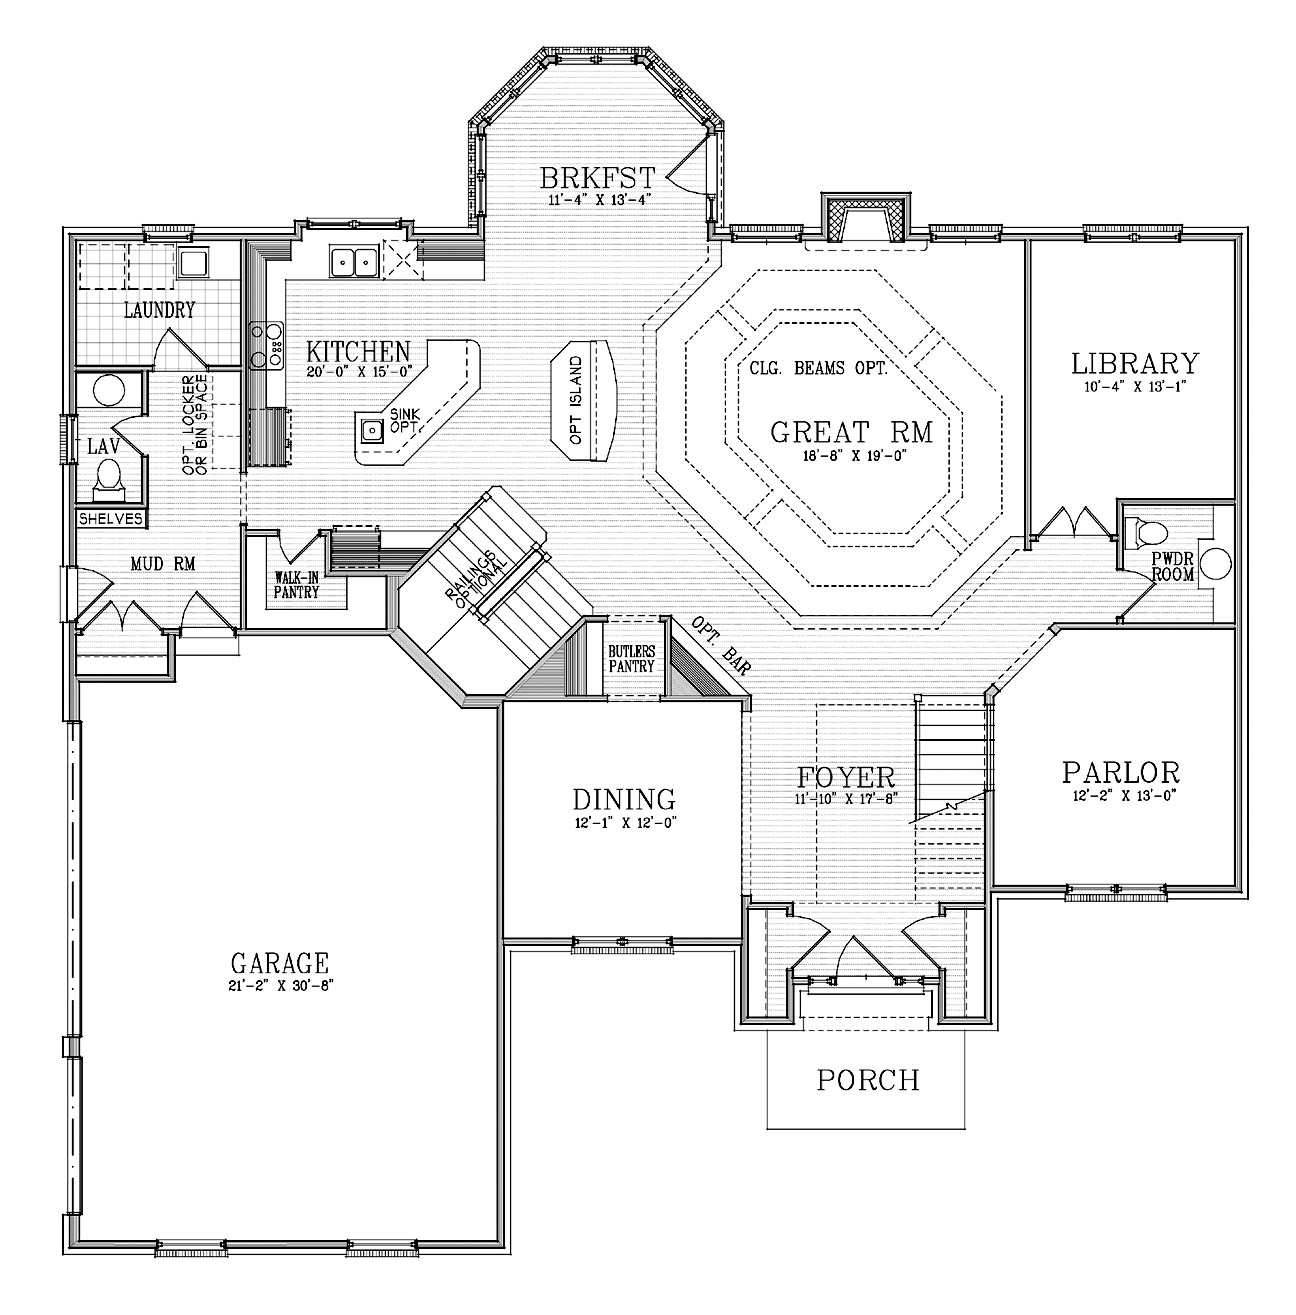 BRKFST
11'-4" X 13'-4"
LAUNDRY
KITCHEN
20'-0" X 15'-0"
OPT. LOCKER
OR BIN SPACE
SINK
OPT.
OPT ISLAND
CLG. BEAMS OPT.
GREAT RM
18'-8" X 19'-0"
LIBRARY
10'-4" X 13'-1"
LAV
SHELVES
MUD RM
WALK-IN
PANTRY
RAILINGS
OPTIONAL
PWDR
ROOM
BUTLERS
PANTRY
OPT. BAR
DINING
12'-1" X 12'-0"
FOYER
11'-10" X 17'-8"
PARLOR
12'-2" X 13'-0"
GARAGE
21'-2" X 30'-8"
PORCH